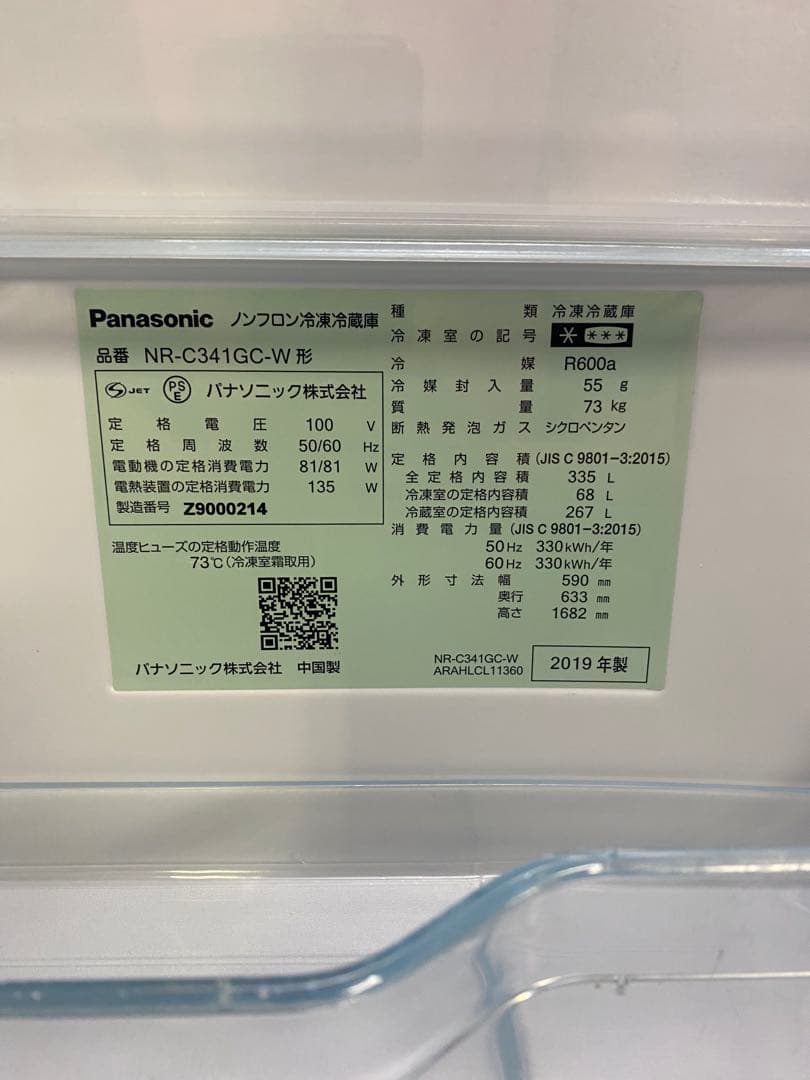 Panasonic ノンフロン冷凍冷蔵庫
品番 NR-C341GC-W 形
S JET PSE パナソニック株式会社
定格電圧 100 V
定格周波数 50/60 Hz
電動機の定格消費電力 81/81 W
電熱装置の定格消費電力 135 W
製造番号 Z9000214
温度ヒューズの定格動作温度
73℃(冷凍室霜取用)
パナソニック株式会社 中国製
種類 冷凍冷蔵庫
冷凍室の記号 * ***
冷媒 R600a
冷媒封入量 55 g
質量 73 kg
断熱発泡ガス シクロペンタン
定格内容積(JIS C 9801-3:2015)
全定格内容積 335 L
冷凍室の定格内容積 68 L
冷蔵室の定格内容積 267 L
消費電力量(JIS C 9801-3:2015)
50Hz 330kWh/年
60Hz 330kWh/年
外形寸法 幅 590 mm
奥行 633 mm
高さ 1682 mm
NR-C341GC-W
ARAHLCL11360
2019 年製